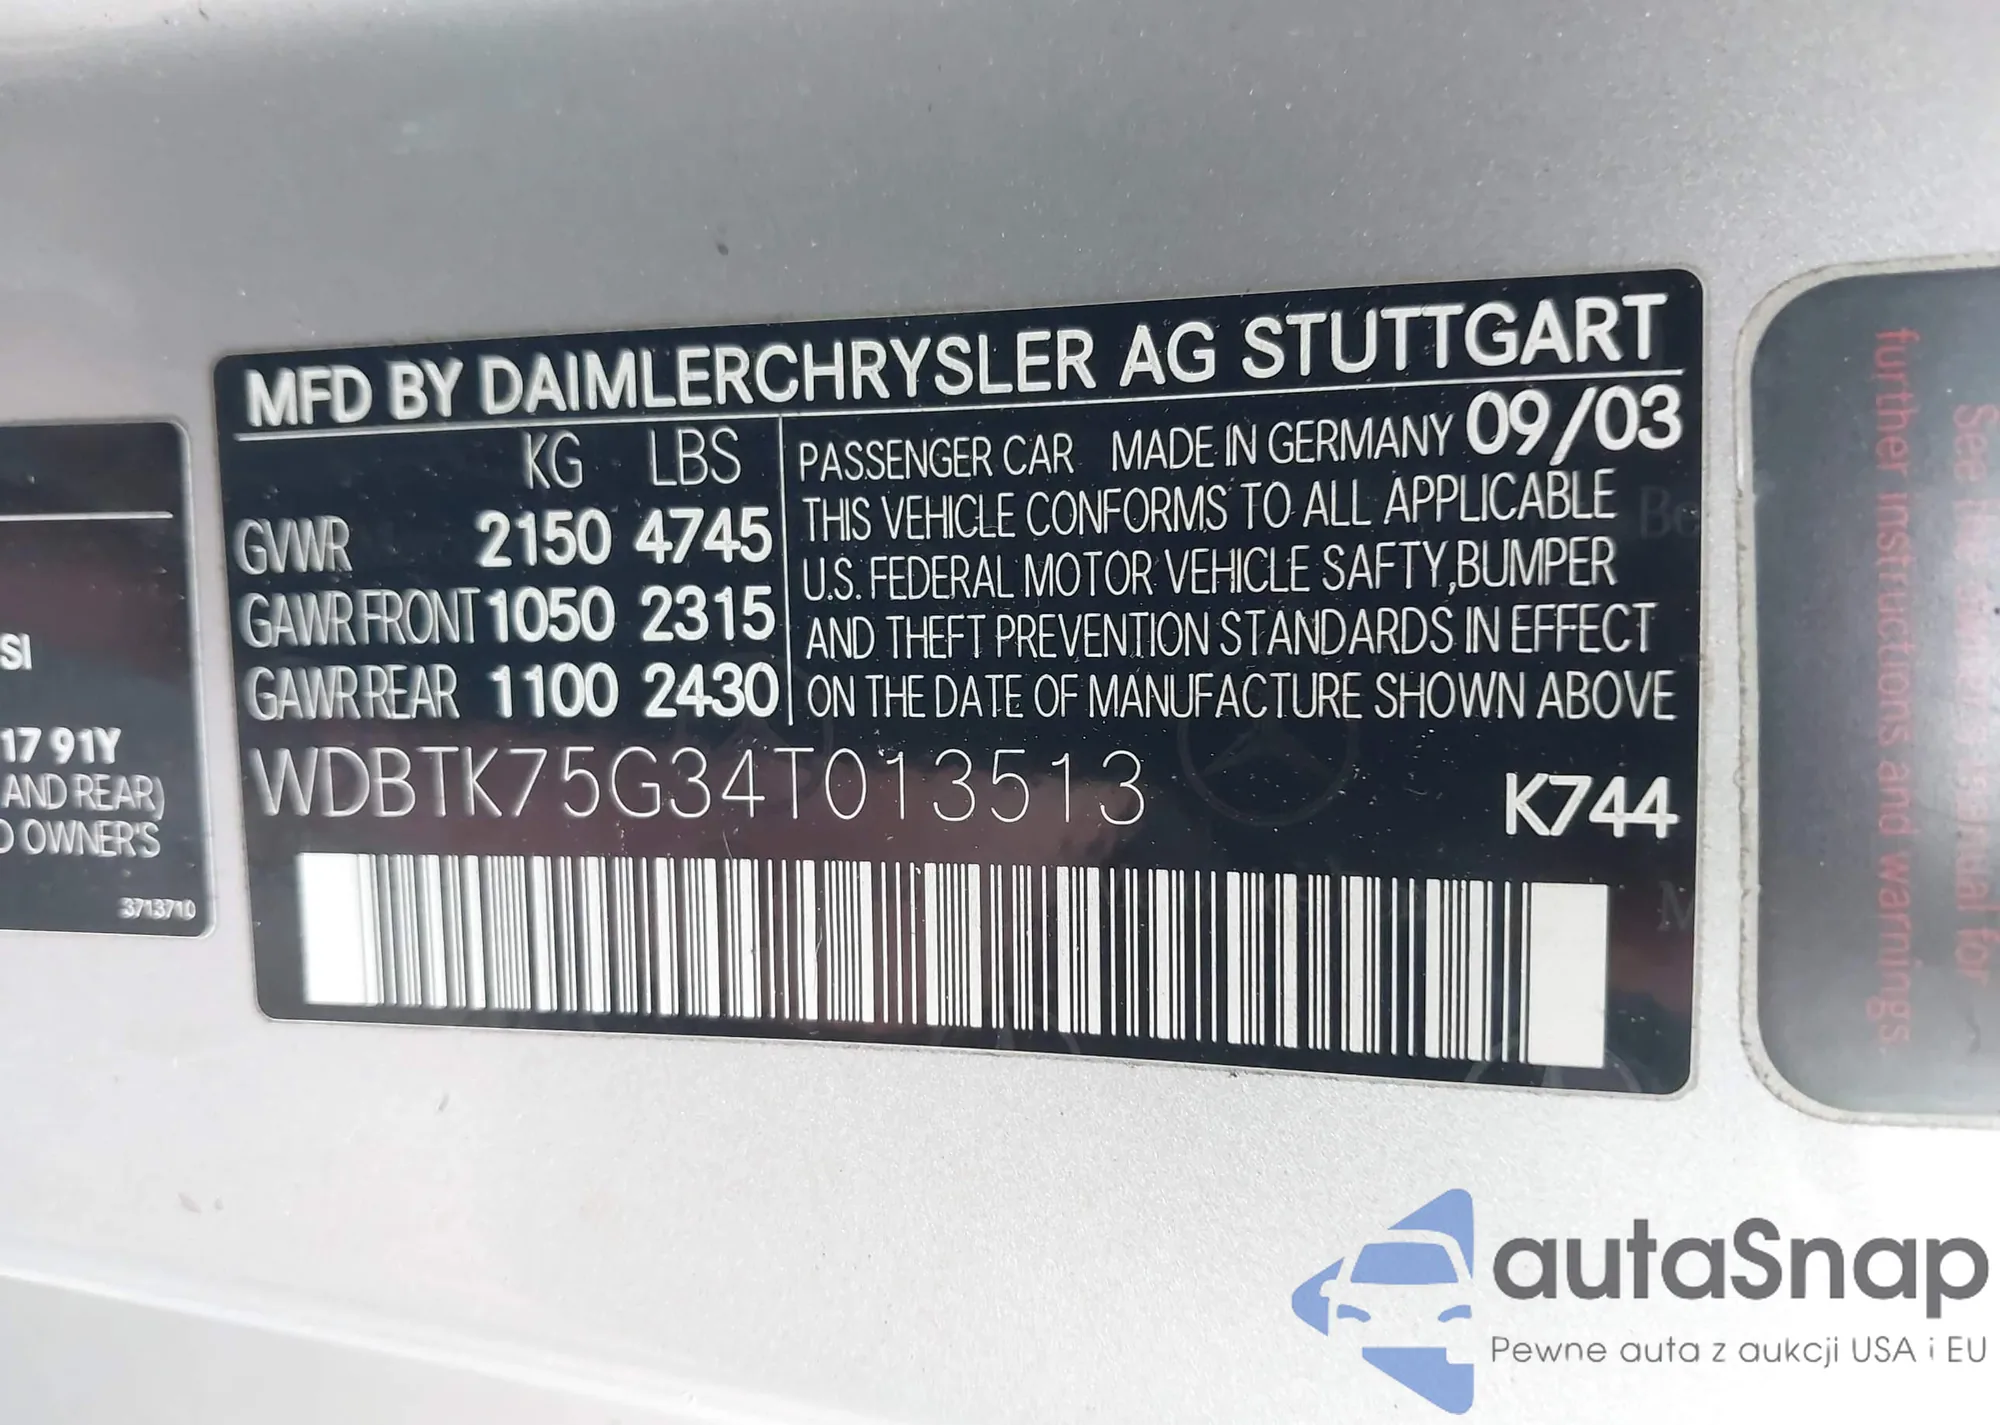 MFD BY DAIMLERCHRYSLER AG STUTTGART
KG LBS
GVWR 2150 4745
GAWR FRONT 1050 2315
GAWR REAR 1100 2430
PASSENGER CAR MADE IN GERMANY 09/03
THIS VEHICLE CONFORMS TO ALL APPLICABLE
U.S. FEDERAL MOTOR VEHICLE SAFTY,BUMPER
AND THEFT PREVENTION STANDARDS IN EFFECT
ON THE DATE OF MANUFACTURE SHOWN ABOVE
WDBTK75G34T013513
K744
SI
17 91Y
AND REAR)
OWNER'S
3713710
See
further instructions and warnings.
autaSnap
Pewne auta z aukcji USA i EU